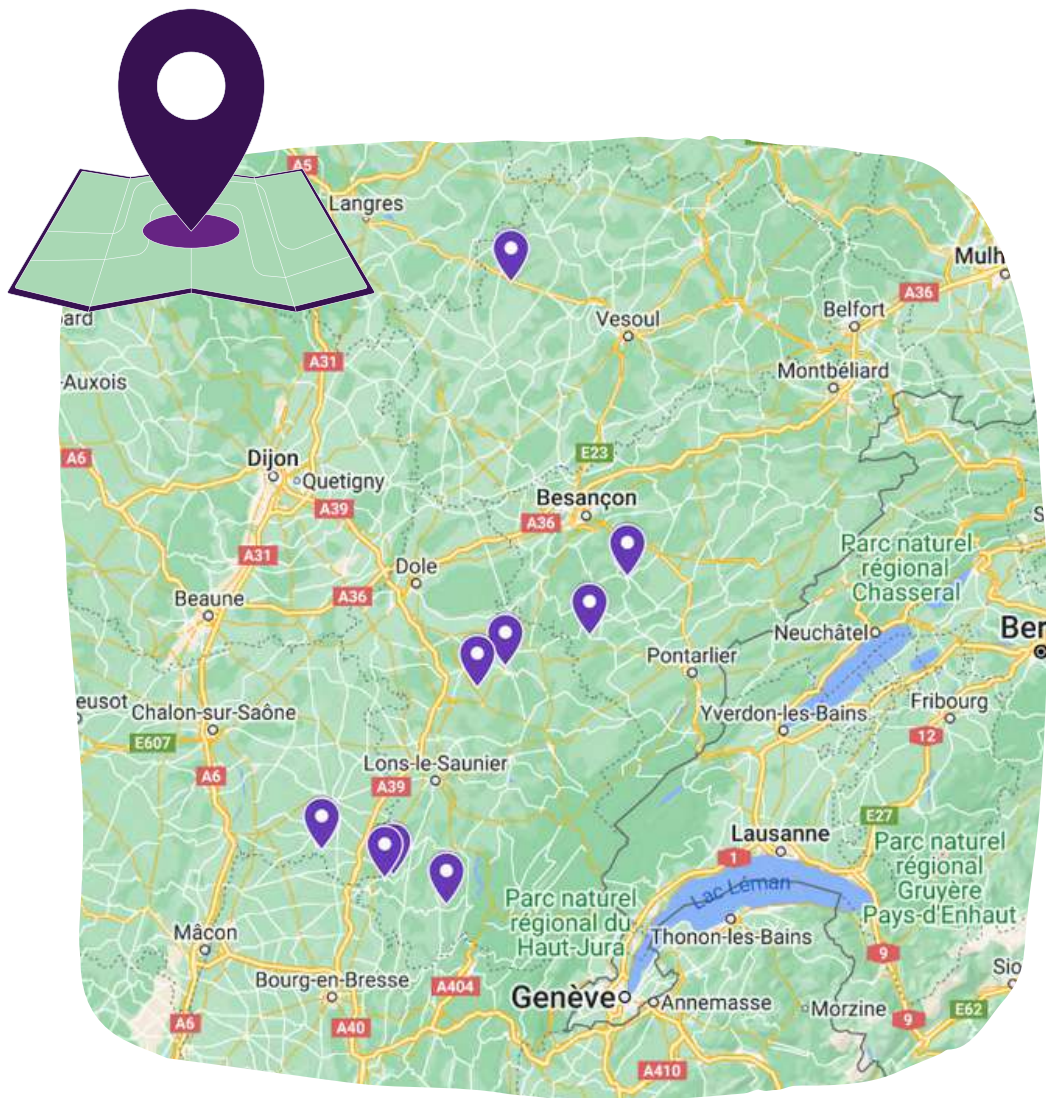 A5
Langres
Mulh
A36
ard
Vesoul
Belfort
A31
Montbéliard
-Auxois
E23
A6
Dijon
Quetigny
Besançon
A39
A36
A31
Parc naturel
régional
Chasseral
Dole
A36
Beaune
Neuchâtel
Ber
Pontarlier
eusot
Chalon-sur-Saône
Yverdon-les-Bains
Fribourg
E607
12
Lons-le-Saunier
A6
A39
E27
Lausanne
1
Parc naturel
régional
Gruyère
Pays-d'Enhaut
Lac Léman
Parc naturel
régional du
Haut-Jura
Thonon-les-Bains
Mâcon
9
Bourg-en-Bresse
A404
Sio
Genève
Annemasse
Morzine
E62
A6
A40
9
A410